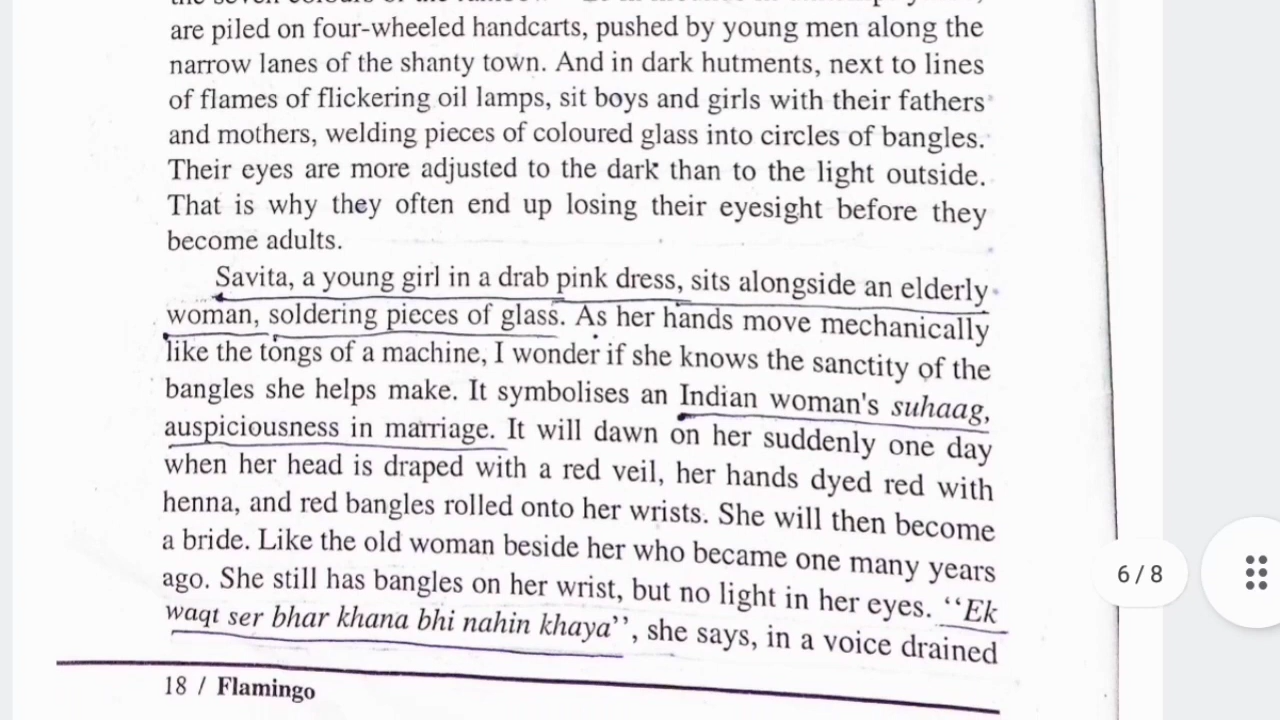 are piled on four-wheeled handcarts, pushed by young men along the
narrow lanes of the shanty town. And in dark hutments, next to lines
of flames of flickering oil lamps, sit boys and girls with their fathers
and mothers, welding pieces of coloured glass into circles of bangles.
Their eyes are more adjusted to the dark than to the light outside.
That is why they often end up losing their eyesight before they
become adults.
Savita, a young girl in a drab pink dress, sits alongside an elderly
woman, soldering pieces of glass. As her hands move mechanically
like the tongs of a machine, I wonder if she knows the sanctity of the
bangles she helps make. It symbolises an Indian woman's suhaag,
auspiciousness in marriage. It will dawn on her suddenly one day
when her head is draped with a red veil, her hands dyed red with
henna, and red bangles rolled onto her wrists. She will then become
a bride. Like the old woman beside her who became one many years
ago. She still has bangles on her wrist, but no light in her eyes. “Ek
waqt ser bhar khana bhi nahin khaya”, she says, in a voice drained
18 / Flamingo
6 / 8